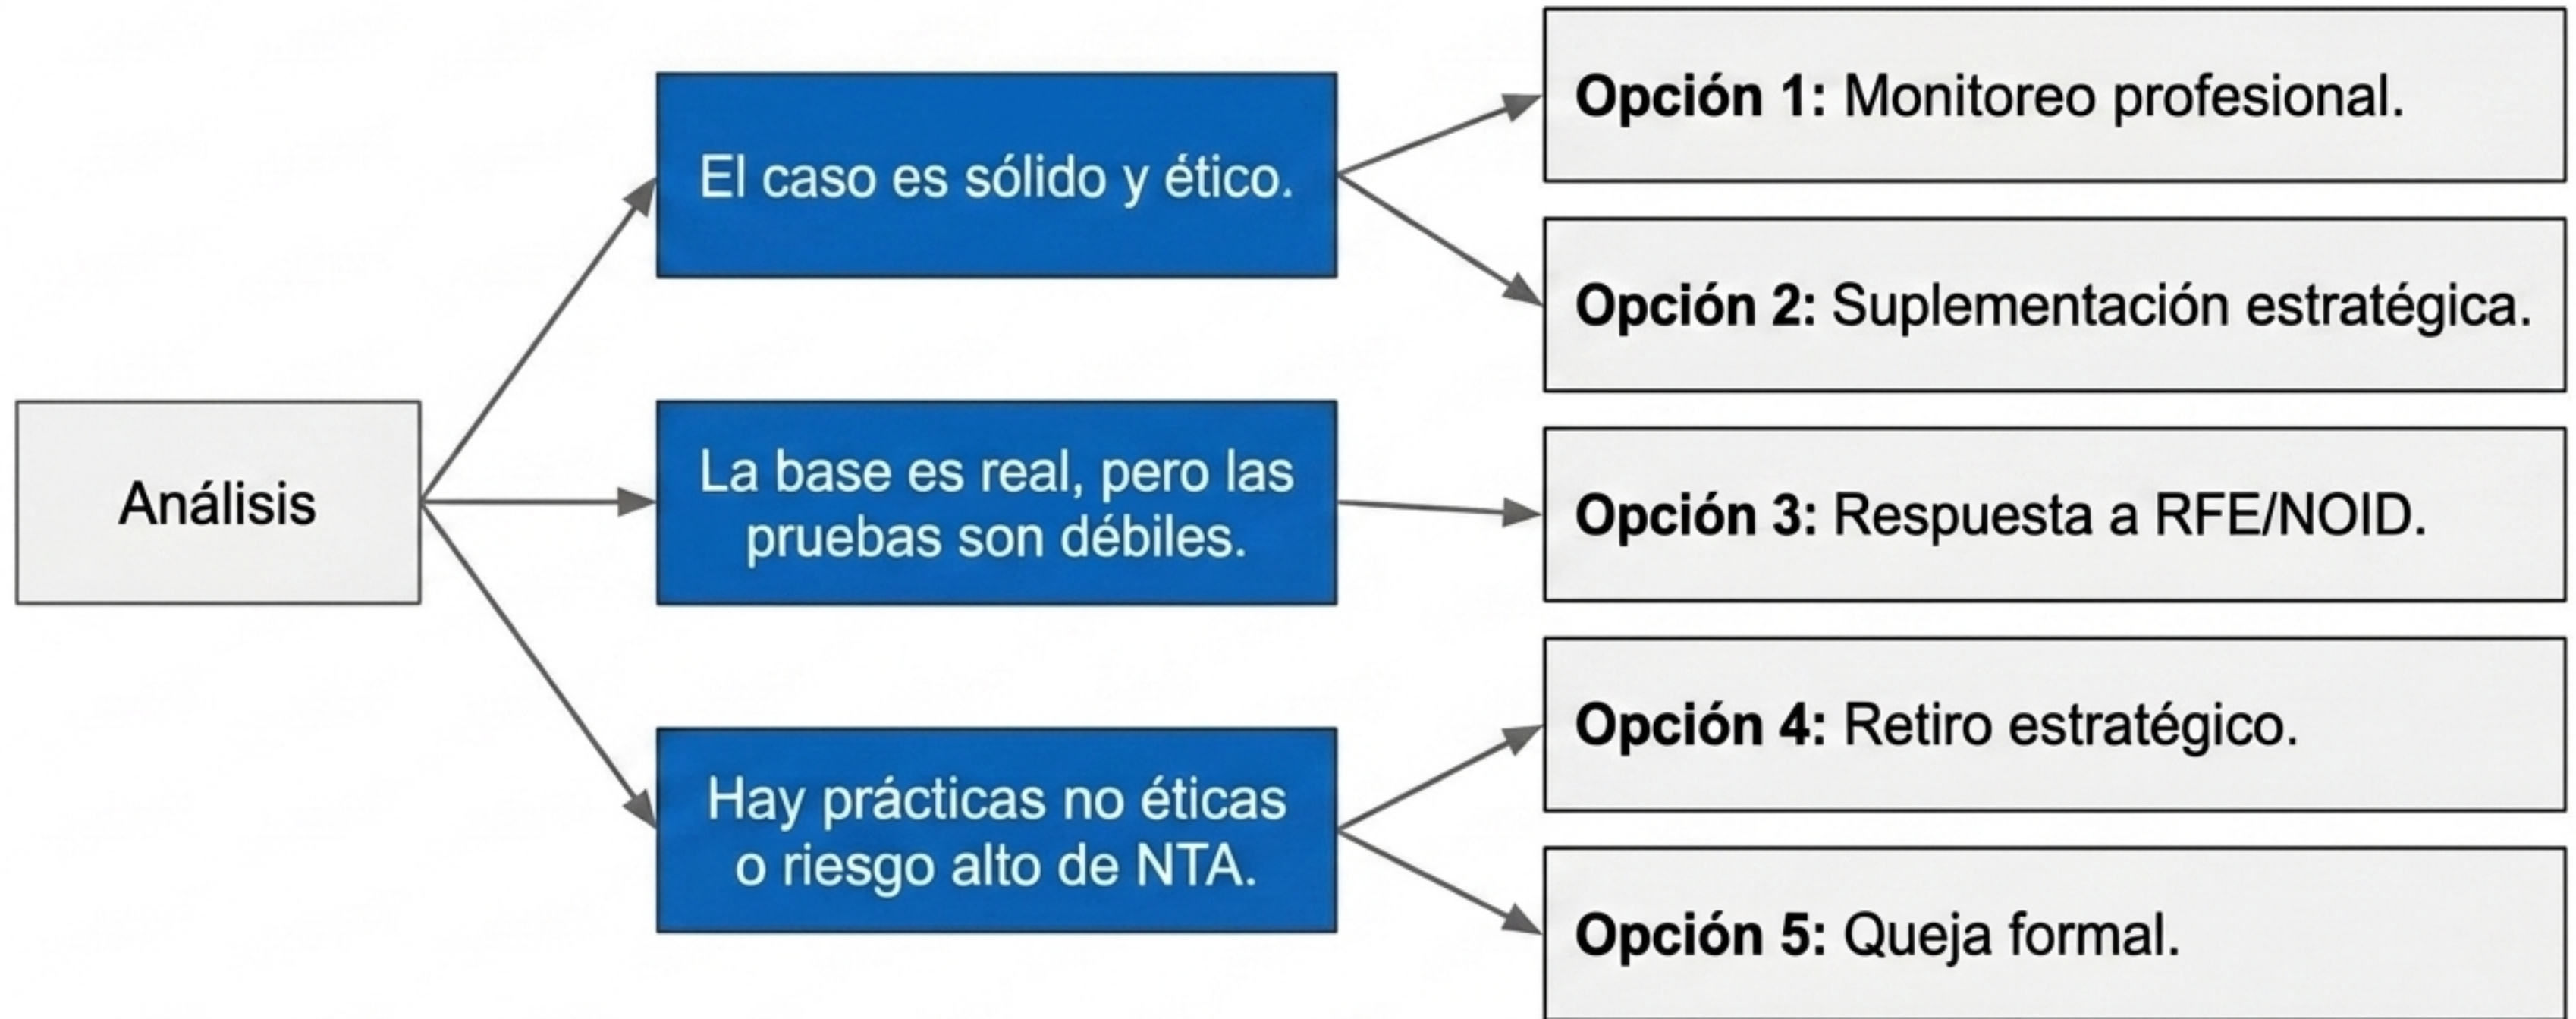 Análisis
El caso es sólido y ético.
La base es real, pero las
pruebas son débiles.
Hay prácticas no éticas
o riesgo alto de NTA.
Opción 1: Monitoreo profesional.
Opción 2: Suplementación estratégica.
Opción 3: Respuesta a RFE/NOID.
Opción 4: Retiro estratégico.
Opción 5: Queja formal.